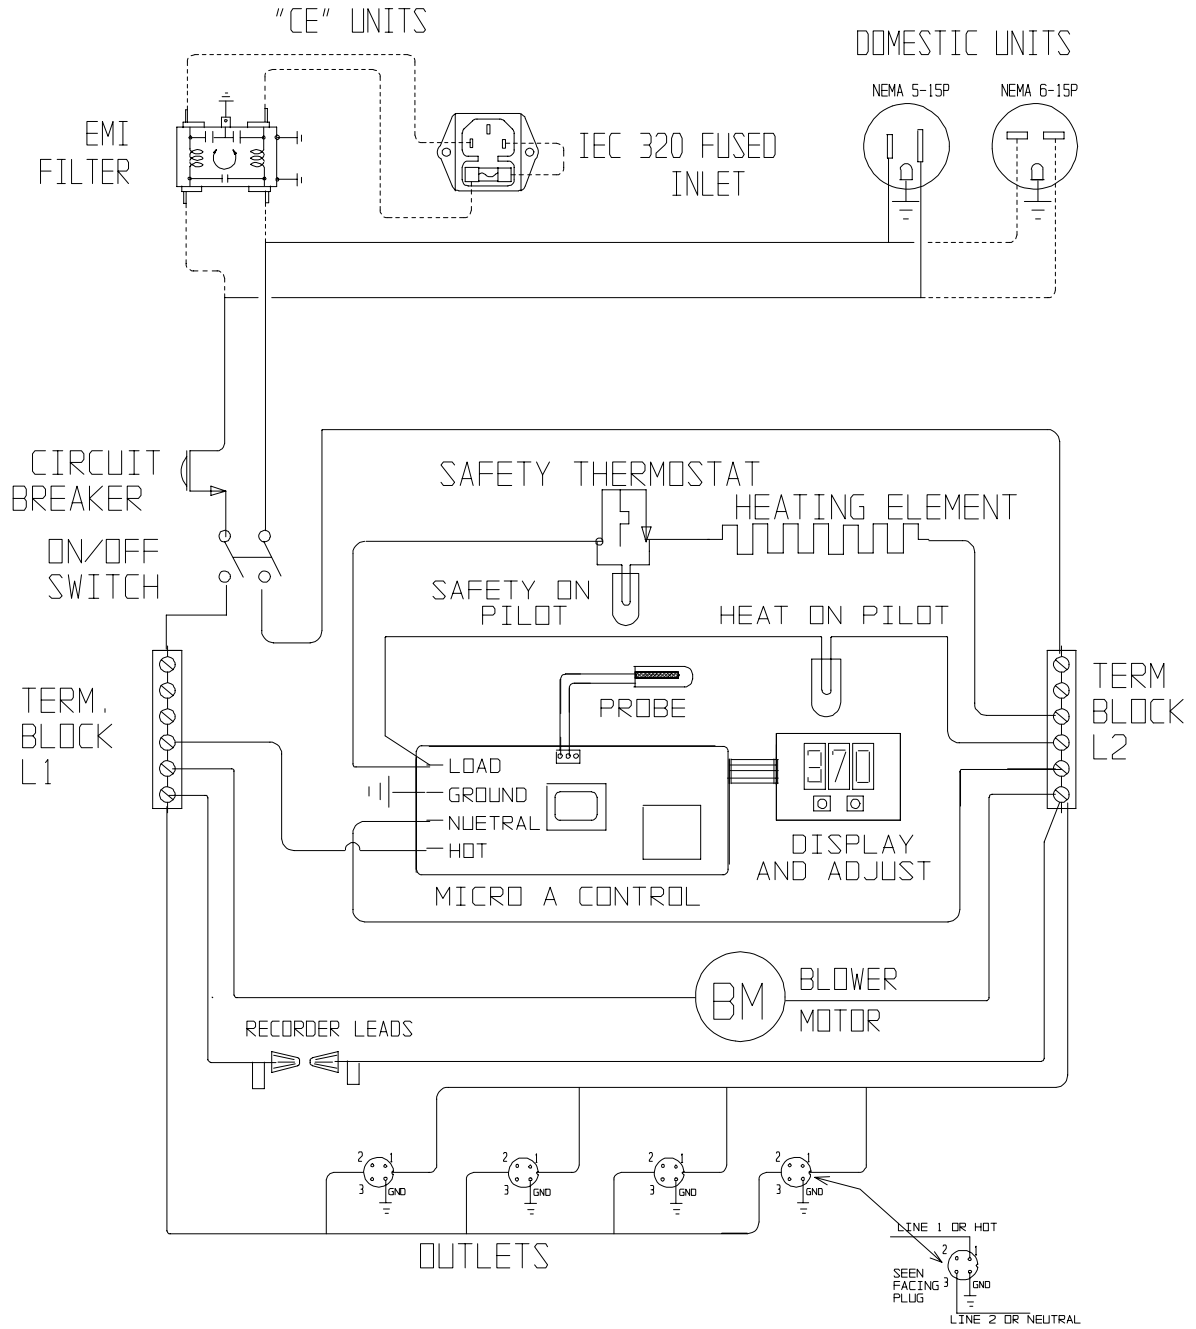 "CE" UNITS
DOMESTIC UNITS
NEMA 5-15P
NEMA 6-15P
EMI
FILTER
IEC 320 FUSED
INLET
CIRCUIT
BREAKER
ON/OFF
SWITCH
SAFETY THERMOSTAT
HEATING ELEMENT
SAFETY ON
PILOT
HEAT ON PILOT
PROBE
TERM.
BLOCK
L1
TERM
BLOCK
L2
LOAD
GROUND
NUETRAL
HOT
370
DISPLAY
AND ADJUST
MICRO A CONTROL
BM
BLOWER
MOTOR
RECORDER LEADS
2 1
3 GND
2 1
3 GND
2 1
3 GND
2 1
3 GND
OUTLETS
LINE 1 OR HOT
2 1
3 GND
SEEN
FACING
PLUG
LINE 2 OR NEUTRAL